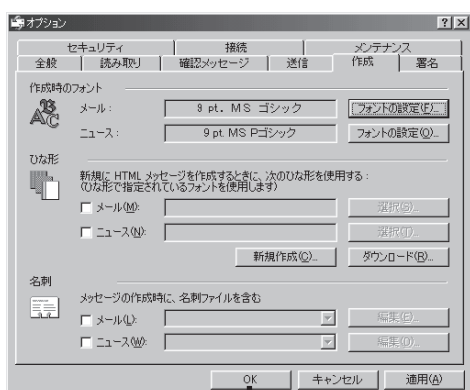 オプション
セキュリティ 接続 メンテナンス
全般 読み取り 確認メッセージ 送信 作成 署名
作成時のフォント
メール: 9 pt. MS ゴシック フォントの設定(F)...
ニュース: 9 pt. MS Pゴシック フォントの設定(O)...
ひな形
新規に HTML メッセージを作成するときに、次のひな形を使用する:
(ひな形で指定されているフォントを使用します)
メール(M): 選択(S)...
ニュース(N): 選択(T)...
新規作成(C)... ダウンロード(R)...
名刺
メッセージの作成時に、名刺ファイルを含む
メール(L): 編集(E)...
ニュース(W): 編集(D)...
OK キャンセル 適用(A)